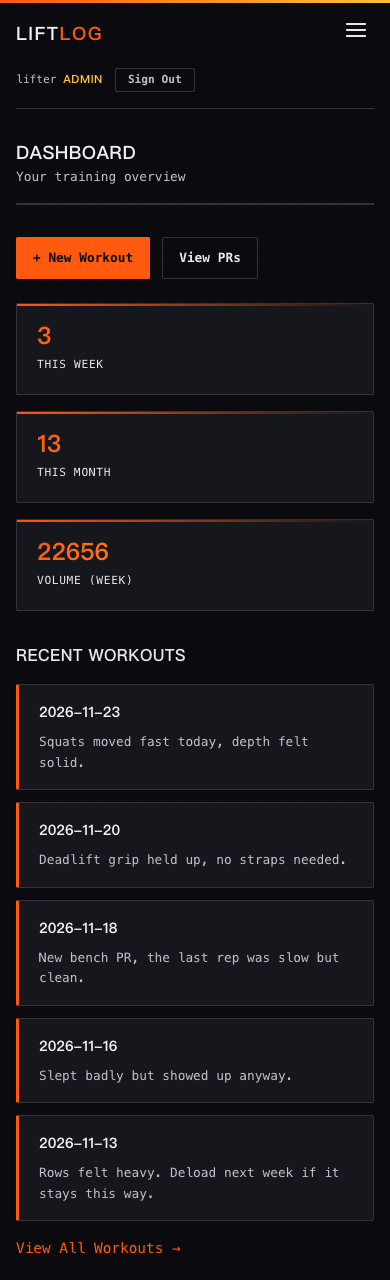 LIFTLOG
lifter ADMIN Sign Out
DASHBOARD
Your training overview
+ New Workout View PRs
3
THIS WEEK
13
THIS MONTH
22656
VOLUME (WEEK)
RECENT WORKOUTS
2026-11-23
Squats moved fast today, depth felt
solid.
2026-11-20
Deadlift grip held up, no straps needed.
2026-11-18
New bench PR, the last rep was slow but
clean.
2026-11-16
Slept badly but showed up anyway.
2026-11-13
Rows felt heavy. Deload next week if it
stays this way.
View All Workouts →